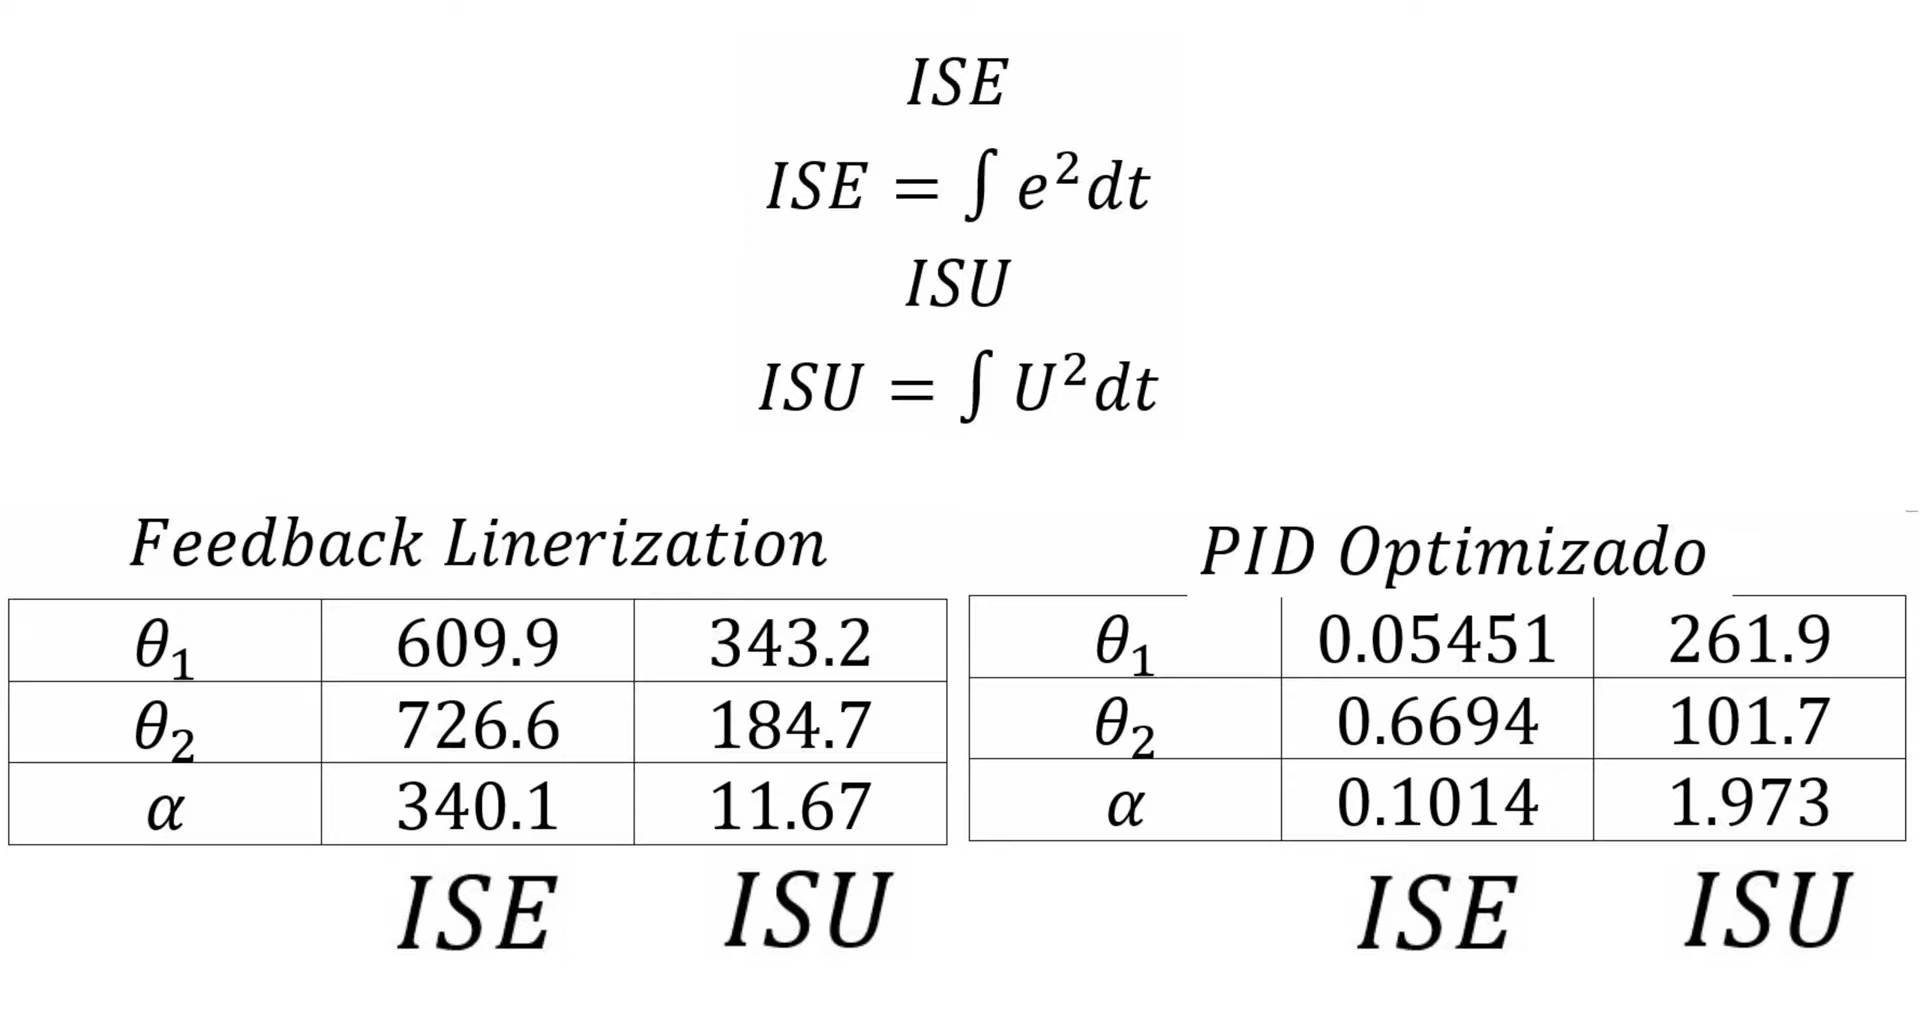 ISE
ISE = ∫ e²dt
ISU
ISU = ∫ U²dt
Feedback Linerization
θ₁ 609.9 343.2
θ₂ 726.6 184.7
α 340.1 11.67
ISE ISU
PID Optimizado
θ₁ 0.05451 261.9
θ₂ 0.6694 101.7
α 0.1014 1.973
ISE ISU